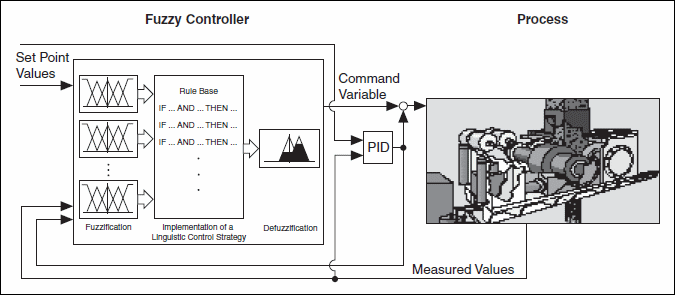 Fuzzy Controller
Process
Set Point
Values
Command
Variable
Rule Base
IF ... AND ... THEN ...
IF ... AND ... THEN ...
IF ... AND ... THEN ...
PID
Fuzzification
Implementation of a
Linguistic Control Strategy
Defuzzification
Measured Values